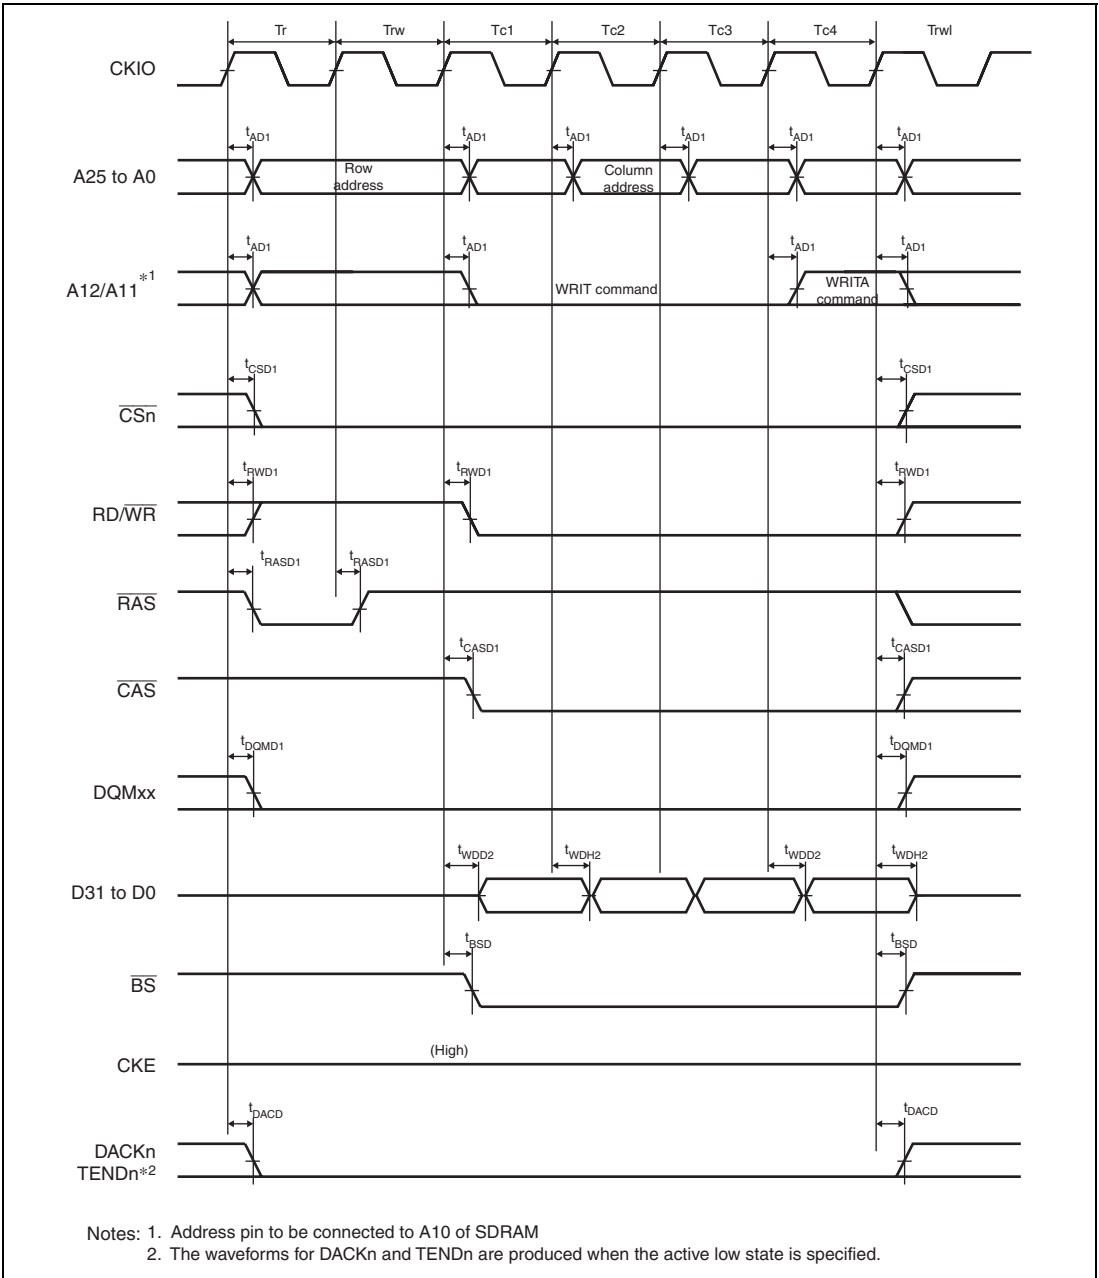 Tr Trw Tc1 Tc2 Tc3 Tc4 Trwl
CKIO
tAD1 tAD1 tAD1 tAD1 tAD1 tAD1
A25 to A0
Row
address
Column
address
tAD1 tAD1 tAD1 tAD1
A12/A11*1
WRIT command
WRITA
command
tCSD1 tCSD1
CSn
tRWD1 tRWD1 tRWD1
RD/WR
tRASD1 tRASD1
RAS
tCASD1 tCASD1
CAS
tDQMD1 tDQMD1
DQMxx
tWDD2 tWDH2 tWDD2 tWDH2
D31 to D0
tBSD tBSD
BS
(High)
CKE
tDACD tDACD
DACKn
TENDn*2
Notes: 1. Address pin to be connected to A10 of SDRAM
2. The waveforms for DACKn and TENDn are produced when the active low state is specified.